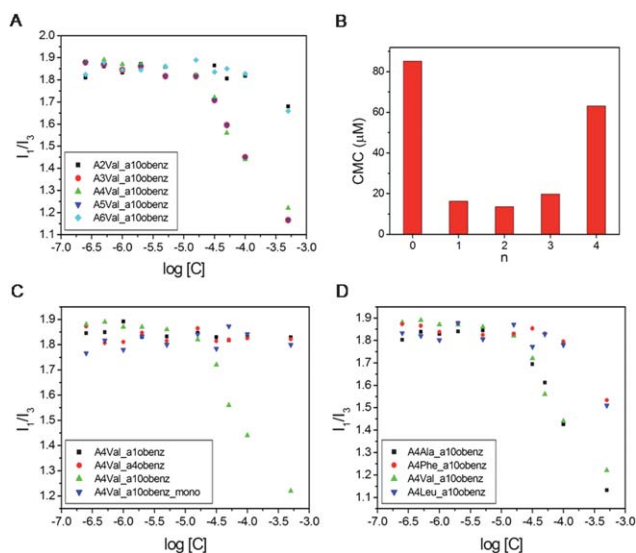 A
I1/I3
1.9
1.8
1.7
1.6
1.5
1.4
1.3
1.2
1.1
A2Val_a10obenz
A3Val_a10obenz
A4Val_a10obenz
A5Val_a10obenz
A6Val_a10obenz
-7.0 -6.5 -6.0 -5.5 -5.0 -4.5 -4.0 -3.5 -3.0
log [C]
B
CMC (µM)
80
60
40
20
0
0 1 2 3 4
n
C
I1/I3
1.9
1.8
1.7
1.6
1.5
1.4
1.3
1.2
A4Val_a1obenz
A4Val_a4obenz
A4Val_a10obenz
A4Val_a10obenz_mono
-7.0 -6.5 -6.0 -5.5 -5.0 -4.5 -4.0 -3.5 -3.0
log [C]
D
I1/I3
1.9
1.8
1.7
1.6
1.5
1.4
1.3
1.2
1.1
A4Ala_a10obenz
A4Phe_a10obenz
A4Val_a10obenz
A4Leu_a10obenz
-7.0 -6.5 -6.0 -5.5 -5.0 -4.5 -4.0 -3.5 -3.0
log [C]